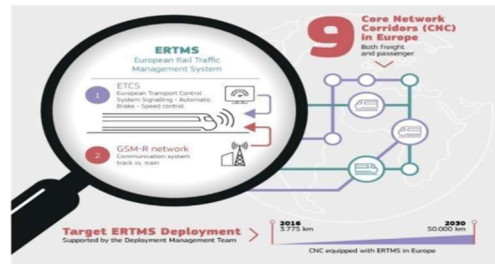 ERTMS
European Rail Traffic
Management System
1
ETCS
European Transport Control
System Signalling - Automatic
Brake - Speed control
2
GSM-R network
Communication system
track vs. train
9
Core Network
Corridors (CNC)
in Europe
Both freight
and passenger
Target ERTMS Deployment
Supported by the Deployment Management Team
2016
3.775 km
2030
50.000 km
CNC equipped with ERTMS in Europe